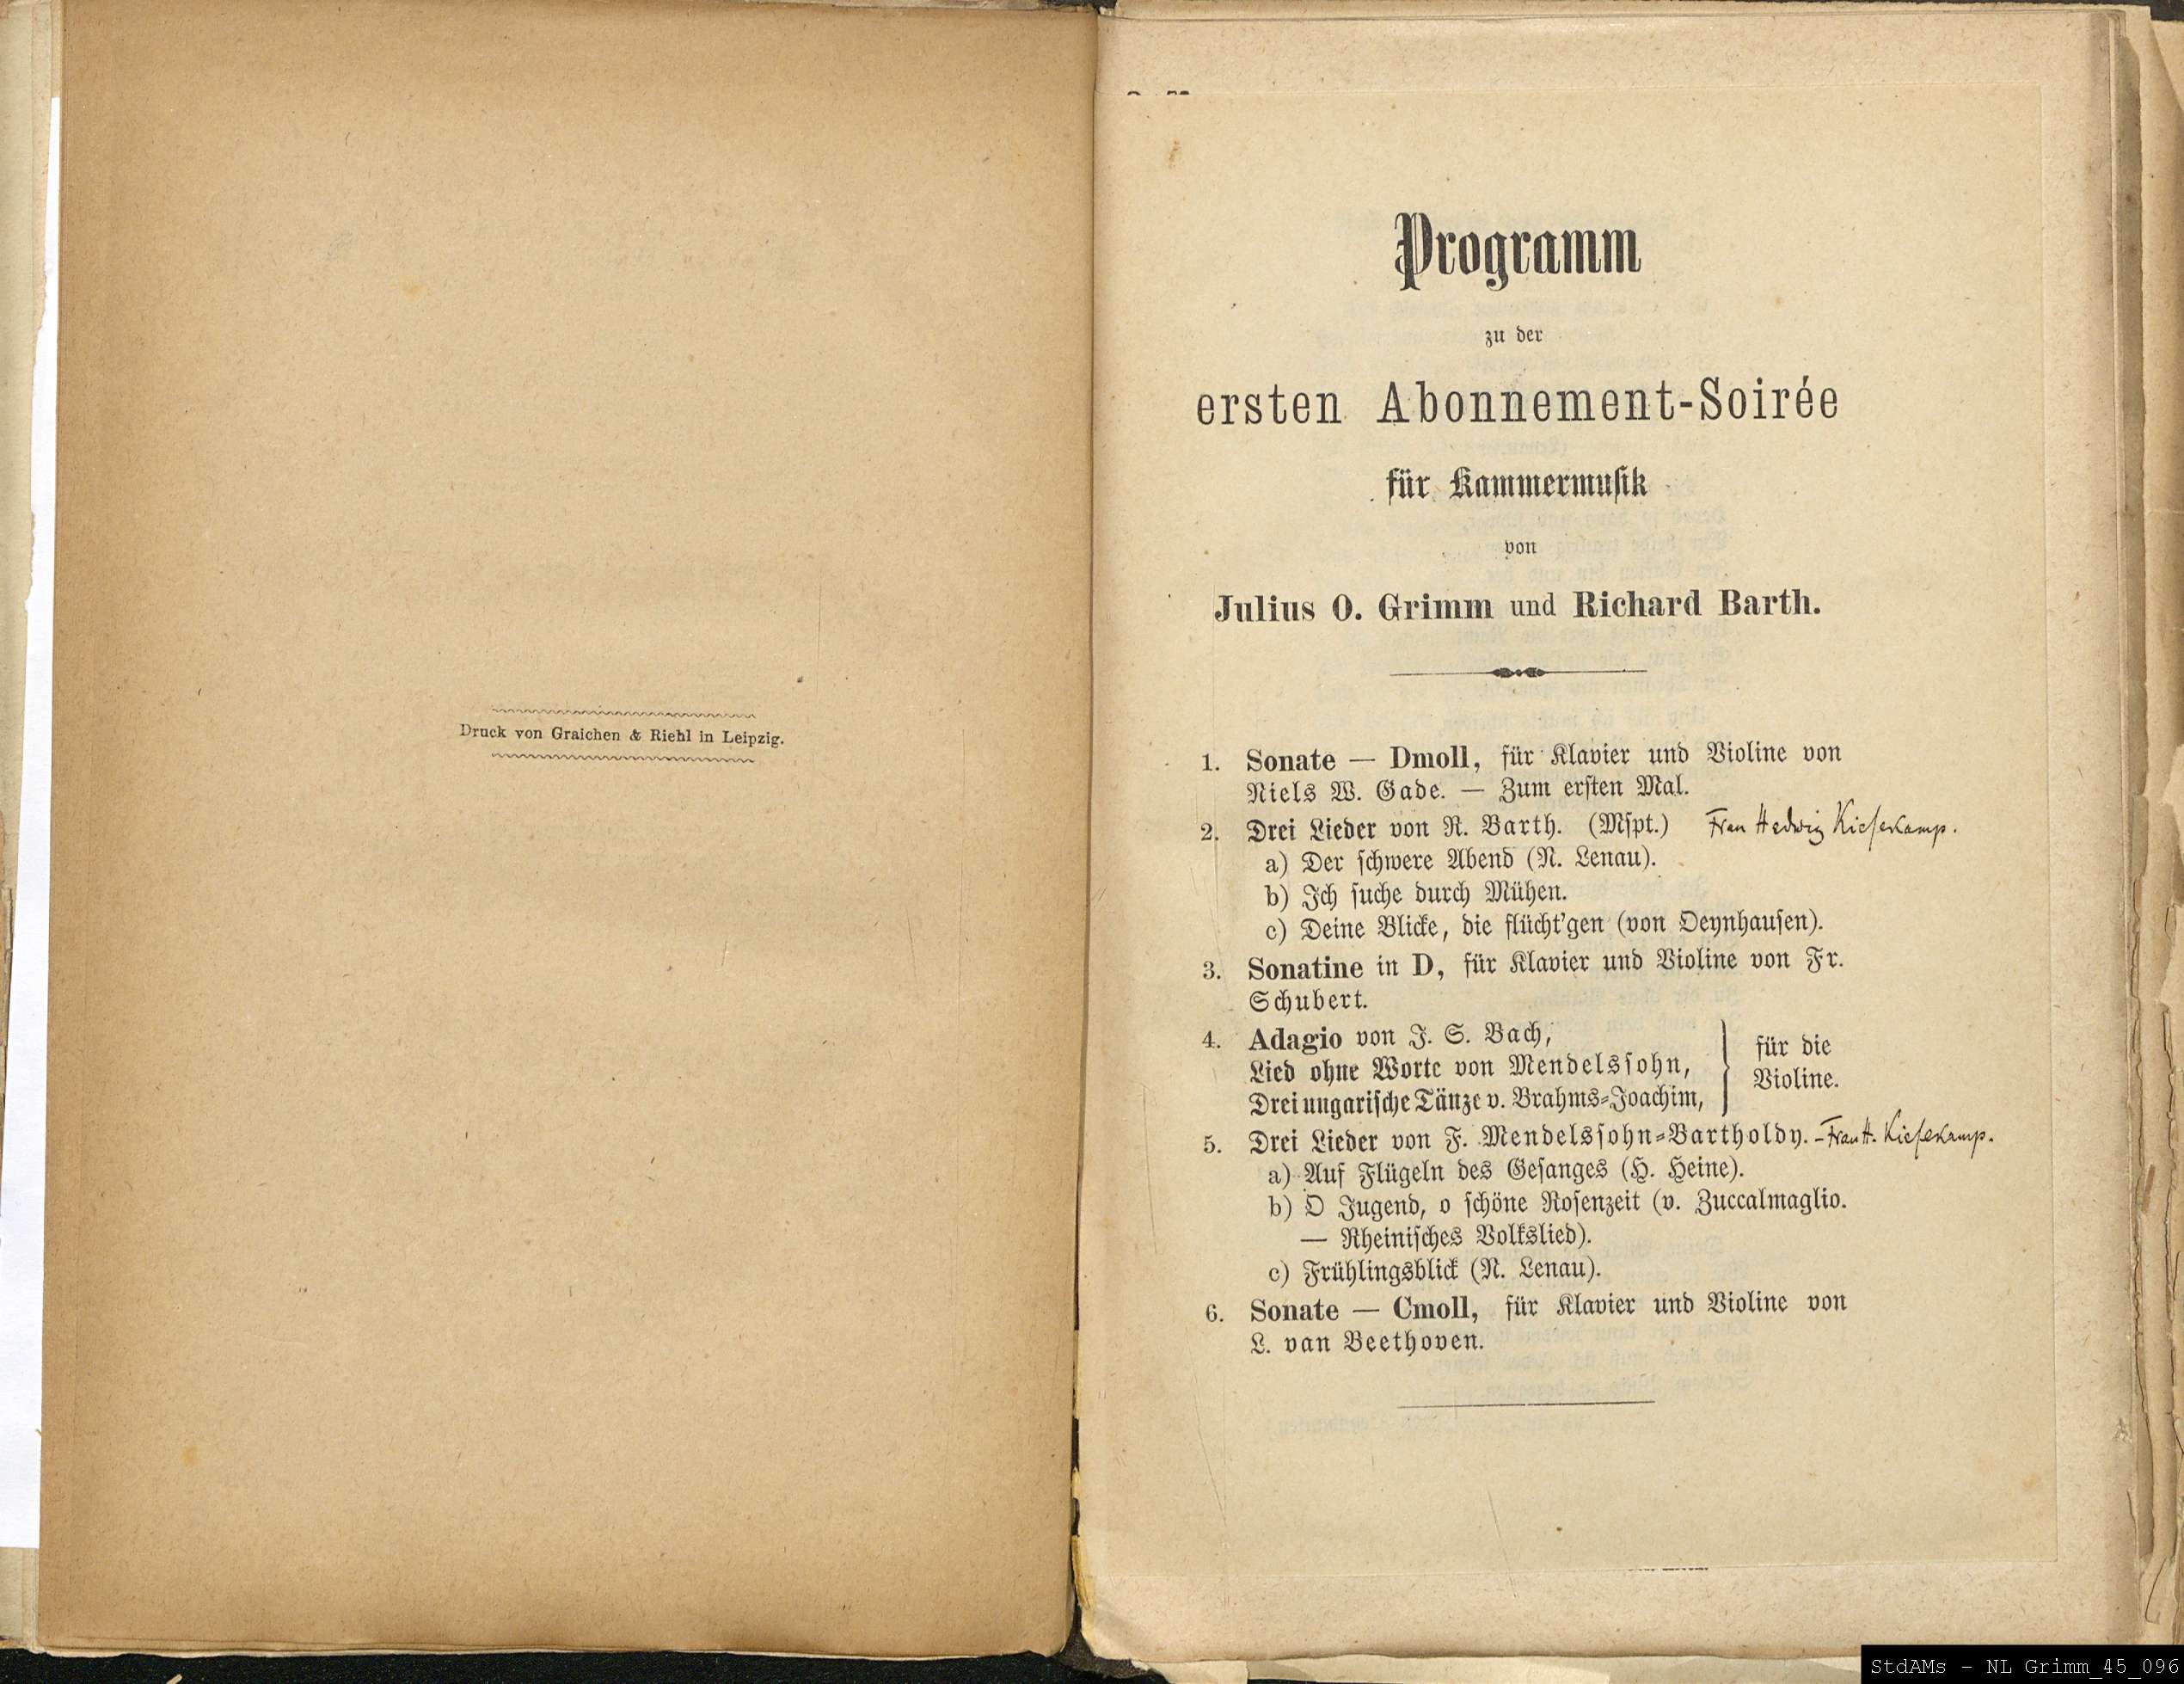 Druck von Graichen & Riehl in Leipzig.
Programm
zu der
ersten Abonnement-Soirée
für Kammermuſik
von
Julius O. Grimm und Richard Barth.
1. Sonate — Dmoll, für Klavier und Violine von
Niels W. Gade. — Zum erſten Mal.
2. Drei Lieder von R. Barth. (Mſpt.) Frau Hedwig Kieſekamp.
a) Der ſchwere Abend (N. Lenau).
b) Ich ſuche durch Mühen.
c) Deine Blicke, die flücht'gen (von Oeynhauſen).
3. Sonatine in D, für Klavier und Violine von Fr.
Schubert.
4. Adagio von J. S. Bach,
Lied ohne Worte von Mendelsſohn,
Drei ungariſche Tänze v. Brahms-Joachim,
für die
Violine.
5. Drei Lieder von F. Mendelsſohn-Bartholdy. – Frau H. Kieſekamp.
a) Auf Flügeln des Geſanges (H. Heine).
b) O Jugend, o ſchöne Roſenzeit (v. Zuccalmaglio.
— Rheiniſches Volkslied).
c) Frühlingsblick (N. Lenau).
6. Sonate — Cmoll, für Klavier und Violine von
L. van Beethoven.
StdAMs - NL Grimm_45_096